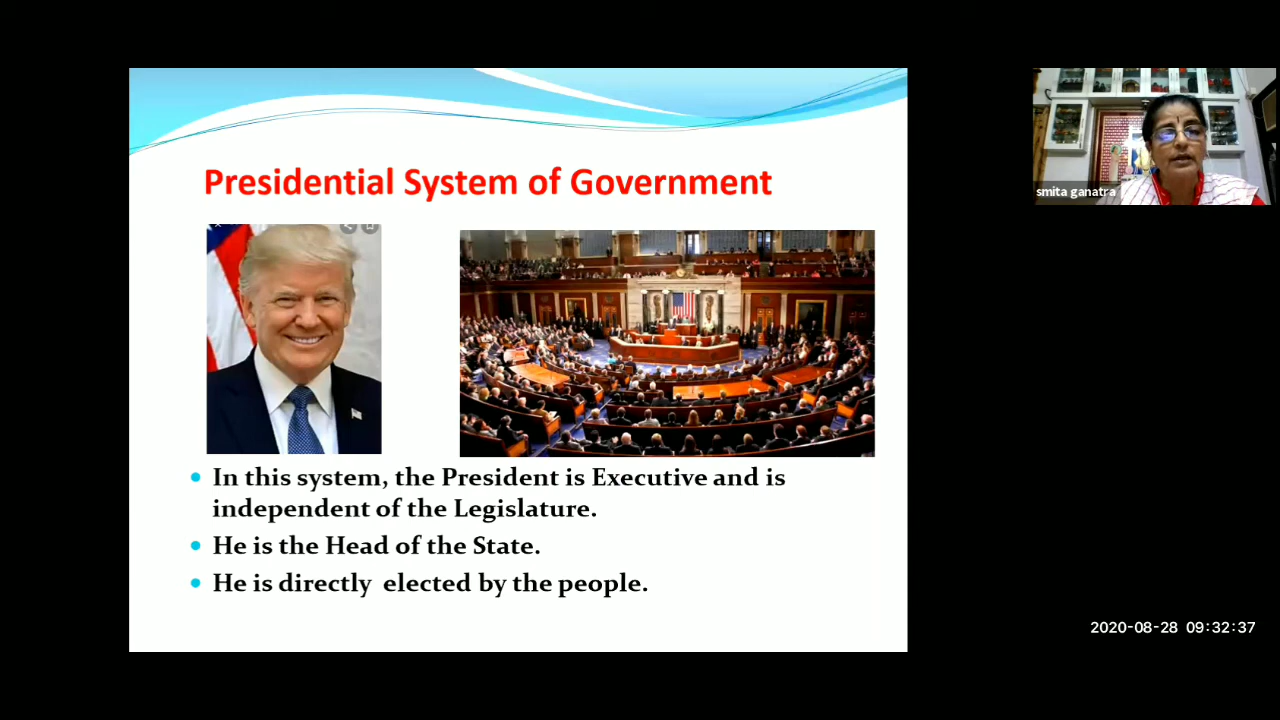 Presidential System of Government
smita ganatra
• In this system, the President is Executive and is
independent of the Legislature.
• He is the Head of the State.
• He is directly  elected by the people.
2020-08-28 09:32:37